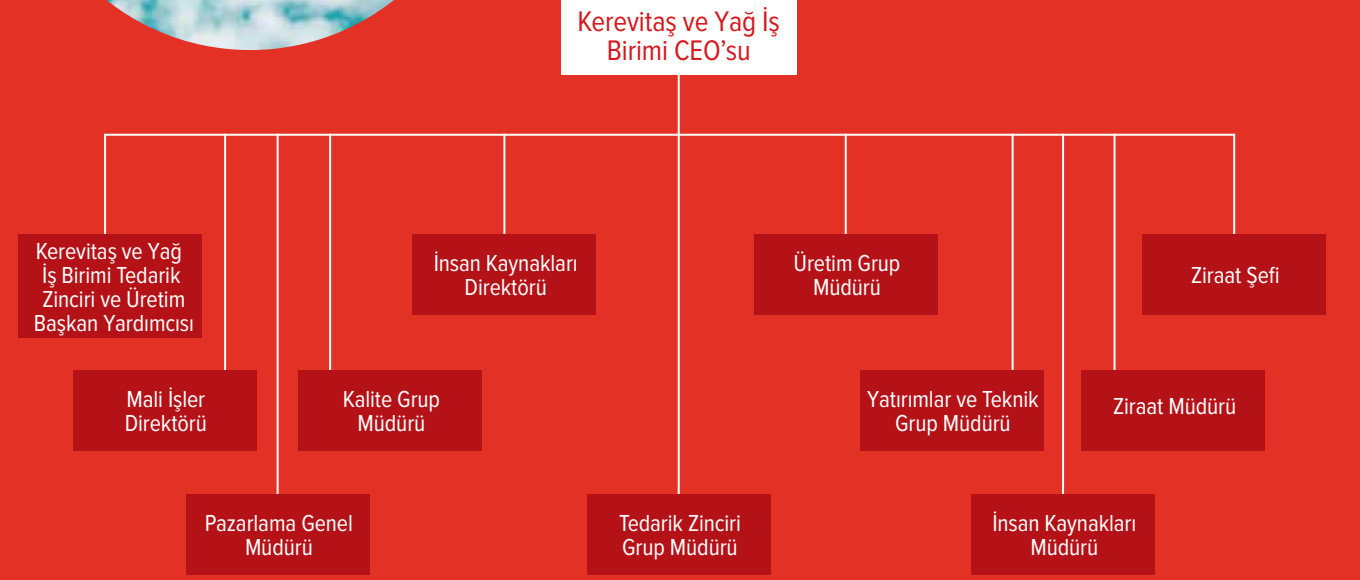 Kerevitaş ve Yağ İş
Birimi CEO'su
Kerevitaş ve Yağ
İş Birimi Tedarik
Zinciri ve Üretim
Başkan Yardımcısı
İnsan Kaynakları
Direktörü
Üretim Grup
Müdürü
Ziraat Şefi
Mali İşler
Direktörü
Kalite Grup
Müdürü
Yatırımlar ve Teknik
Grup Müdürü
Ziraat Müdürü
Pazarlama Genel
Müdürü
Tedarik Zinciri
Grup Müdürü
İnsan Kaynakları
Müdürü